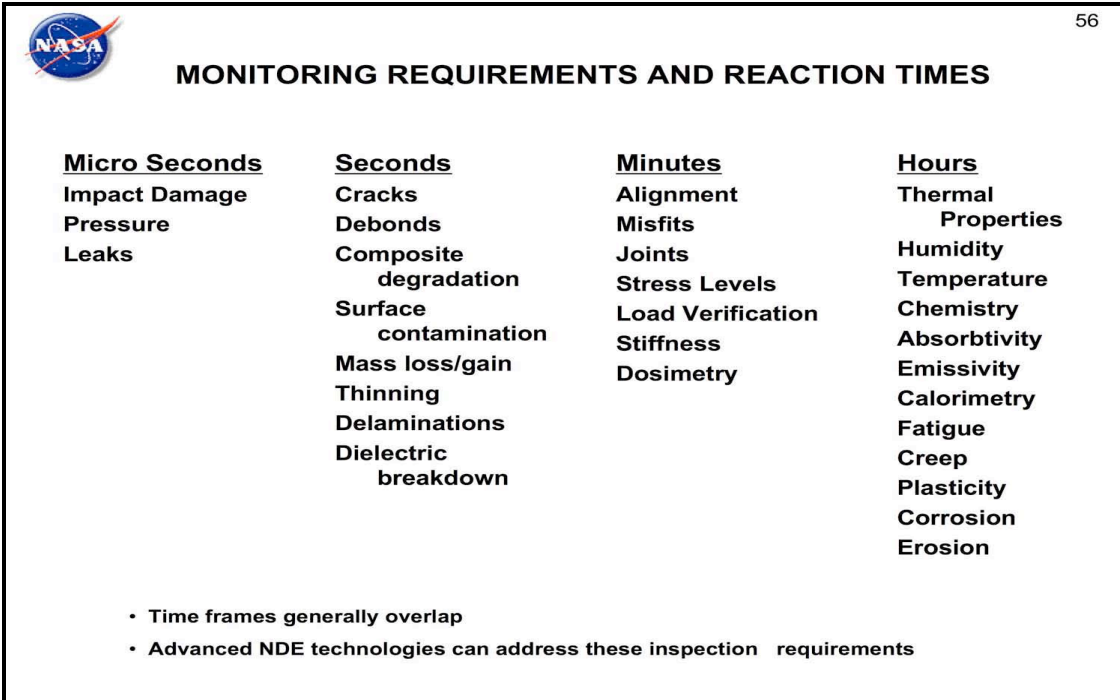 56
NASA
MONITORING REQUIREMENTS AND REACTION TIMES
Micro Seconds
Impact Damage
Pressure
Leaks
Seconds
Cracks
Debonds
Composite
degradation
Surface
contamination
Mass loss/gain
Thinning
Delaminations
Dielectric
breakdown
Minutes
Alignment
Misfits
Joints
Stress Levels
Load Verification
Stiffness
Dosimetry
Hours
Thermal
Properties
Humidity
Temperature
Chemistry
Absorbtivity
Emissivity
Calorimetry
Fatigue
Creep
Plasticity
Corrosion
Erosion
• Time frames generally overlap
• Advanced NDE technologies can address these inspection requirements